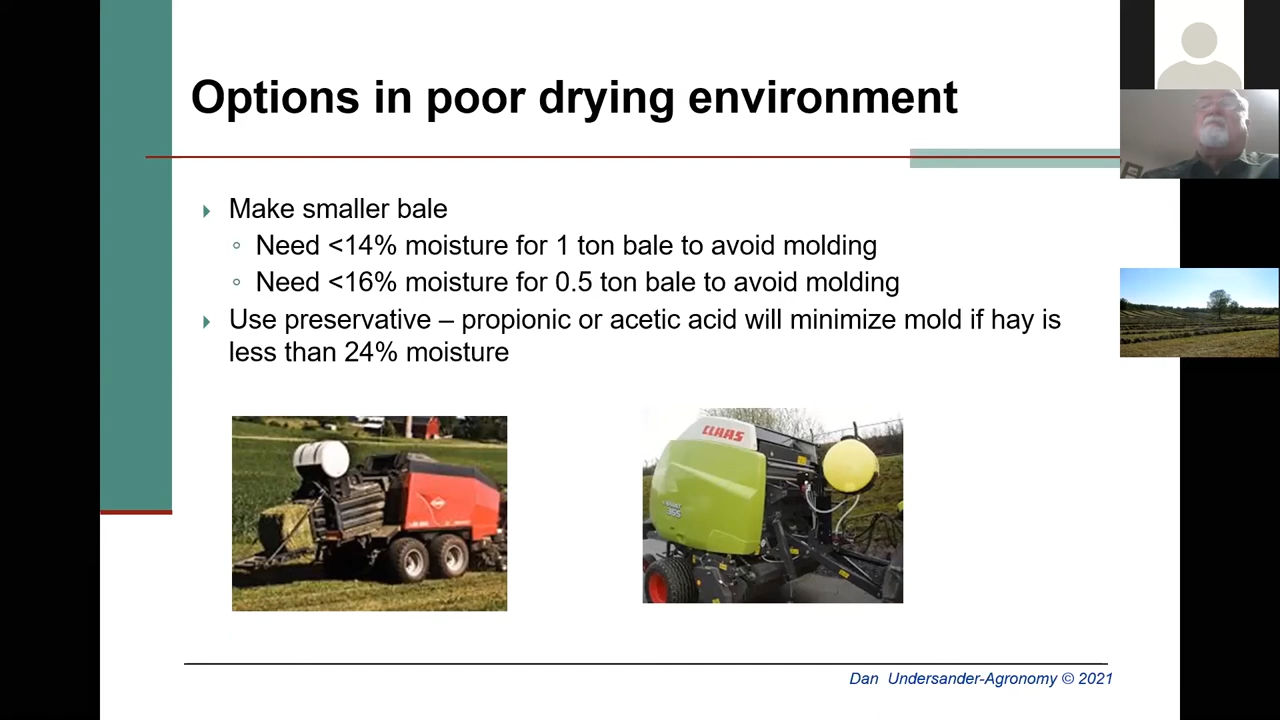 Options in poor drying environment
Make smaller bale
Need <14% moisture for 1 ton bale to avoid molding
Need <16% moisture for 0.5 ton bale to avoid molding
Use preservative – propionic or acetic acid will minimize mold if hay is
less than 24% moisture
CLAAS
Dan Undersander-Agronomy © 2021